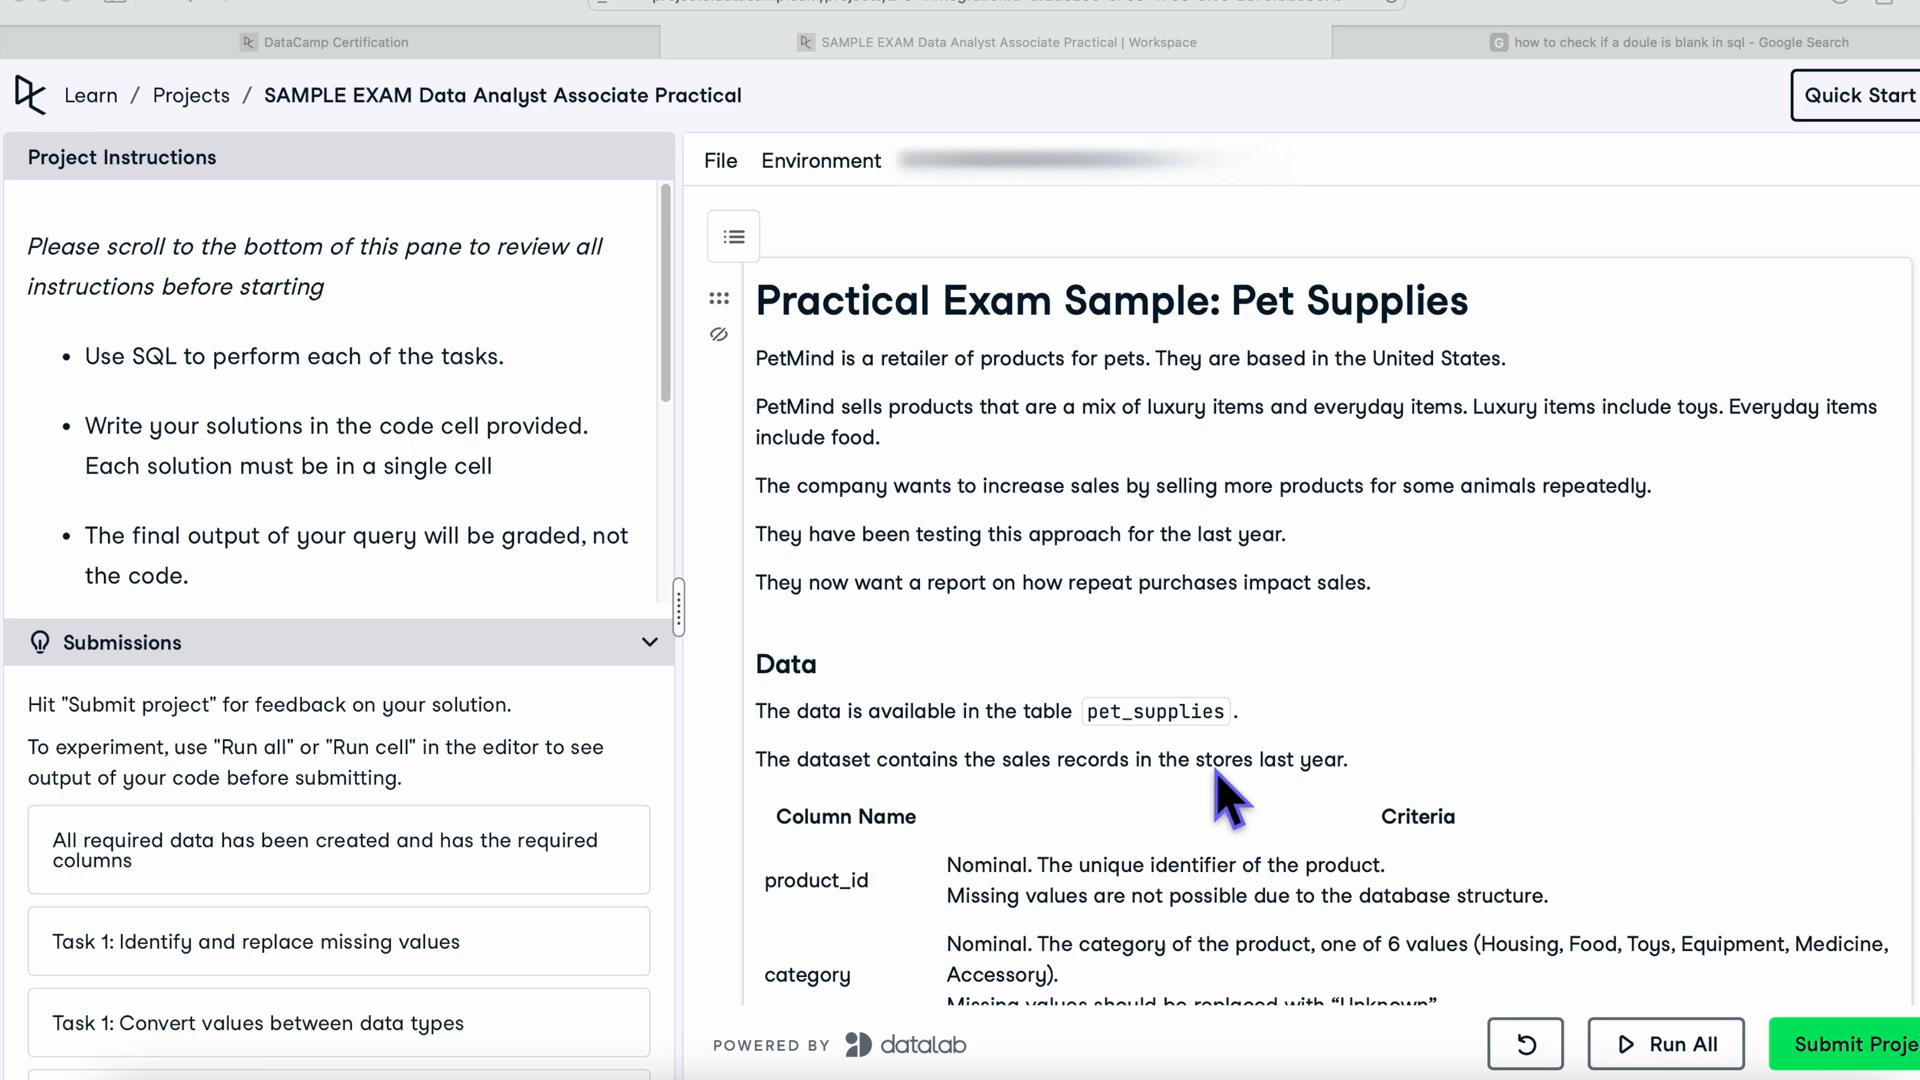 DataCamp Certification
SAMPLE EXAM Data Analyst Associate Practical | Workspace
G how to check if a doule is blank in sql - Google Search
Learn / Projects / SAMPLE EXAM Data Analyst Associate Practical
Quick Start
Project Instructions
File Environment
Please scroll to the bottom of this pane to review all
instructions before starting
• Use SQL to perform each of the tasks.
• Write your solutions in the code cell provided.
Each solution must be in a single cell
• The final output of your query will be graded, not
the code.
Submissions
Hit "Submit project" for feedback on your solution.
To experiment, use "Run all" or "Run cell" in the editor to see
output of your code before submitting.
All required data has been created and has the required
columns
Task 1: Identify and replace missing values
Task 1: Convert values between data types
Practical Exam Sample: Pet Supplies
PetMind is a retailer of products for pets. They are based in the United States.
PetMind sells products that are a mix of luxury items and everyday items. Luxury items include toys. Everyday items
include food.
The company wants to increase sales by selling more products for some animals repeatedly.
They have been testing this approach for the last year.
They now want a report on how repeat purchases impact sales.
Data
The data is available in the table pet_supplies.
The dataset contains the sales records in the stores last year.
Column Name Criteria
product_id
Nominal. The unique identifier of the product.
Missing values are not possible due to the database structure.
category
Nominal. The category of the product, one of 6 values (Housing, Food, Toys, Equipment, Medicine,
Accessory).
Missing values should be replaced with “Unknown”
POWERED BY datalab
Run All
Submit Proje